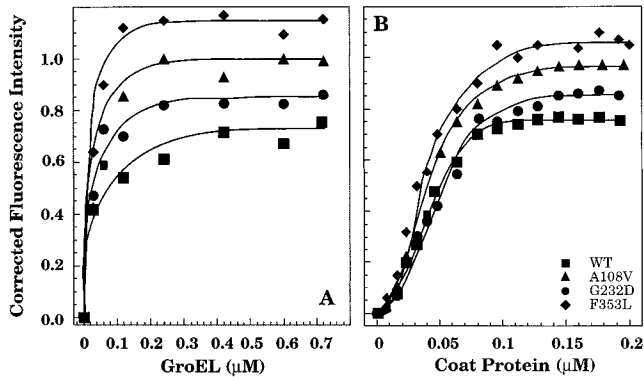 Corrected Fluorescence Intensity
1.0
0.8
0.6
0.4
0.2
0.0
A
0 0.1 0.2 0.3 0.4 0.5 0.6 0.7
GroEL (μM)
B
WT
A108V
G232D
F353L
0 0.05 0.1 0.15 0.2
Coat Protein (μM)